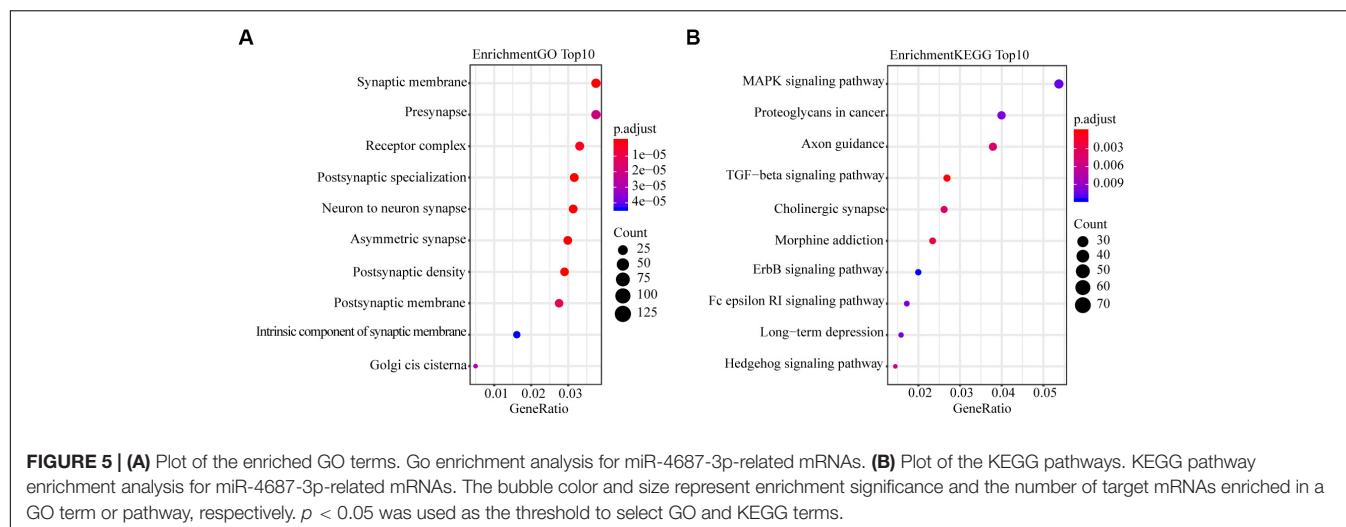 A
EnrichmentGO Top10
Synaptic membrane
Presynapse
Receptor complex
Postsynaptic specialization
Neuron to neuron synapse
Asymmetric synapse
Postsynaptic density
Postsynaptic membrane
Intrinsic component of synaptic membrane
Golgi cis cisterna
0.01 0.02 0.03
GeneRatio
p.adjust
1e−05
2e−05
3e−05
4e−05
Count
25
50
75
100
125
B
EnrichmentKEGG Top10
MAPK signaling pathway
Proteoglycans in cancer
Axon guidance
TGF−beta signaling pathway
Cholinergic synapse
Morphine addiction
ErbB signaling pathway
Fc epsilon RI signaling pathway
Long−term depression
Hedgehog signaling pathway
0.02 0.03 0.04 0.05
GeneRatio
p.adjust
0.003
0.006
0.009
Count
30
40
50
60
70
FIGURE 5 | (A) Plot of the enriched GO terms. Go enrichment analysis for miR-4687-3p-related mRNAs. (B) Plot of the KEGG pathways. KEGG pathway
enrichment analysis for miR-4687-3p-related mRNAs. The bubble color and size represent enrichment significance and the number of target mRNAs enriched in a
GO term or pathway, respectively. p < 0.05 was used as the threshold to select GO and KEGG terms.